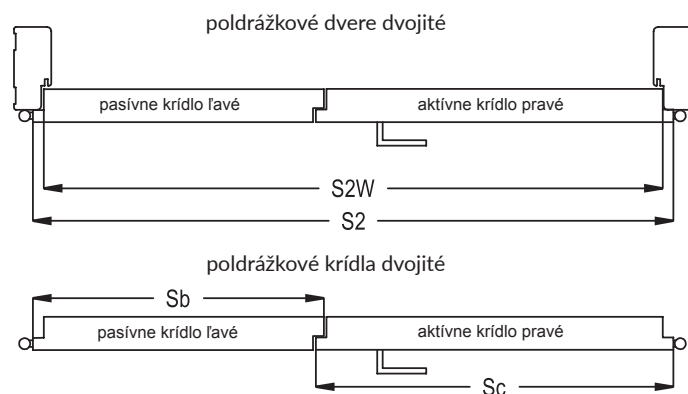 poldrážkové dvere dvojité
pasívne krídlo ľavé
aktívne krídlo pravé
S2W
S2
poldrážkové krídla dvojité
Sb
pasívne krídlo ľavé
aktívne krídlo pravé
Sc